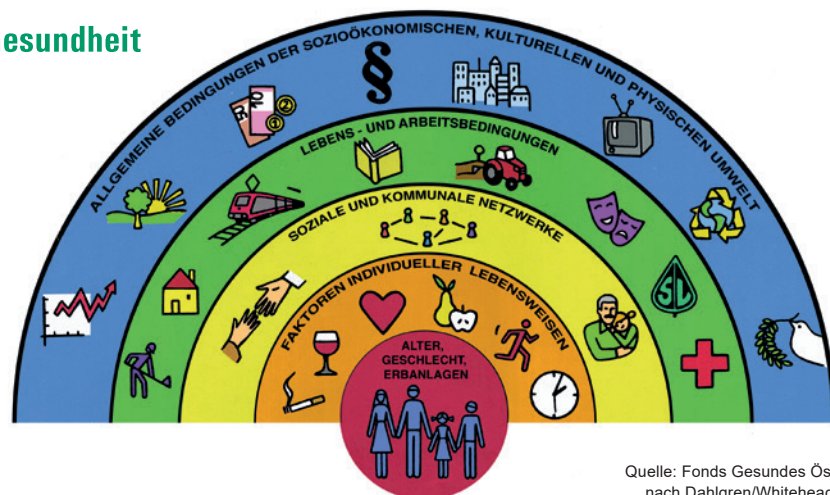 esundheit
ALLGEMEINE BEDINGUNGEN DER SOZIOÖKONOMISCHEN, KULTURELLEN UND PHYSISCHEN UMWELT
§
LEBENS - UND ARBEITSBEDINGUNGEN
SOZIALE UND KOMMUNALE NETZWERKE
FAKTOREN INDIVIDUELLER LEBENSWEISEN
ALTER,
GESCHLECHT,
ERBANLAGEN
Quelle: Fonds Gesundes Ös
nach Dahlgren/Whitehead